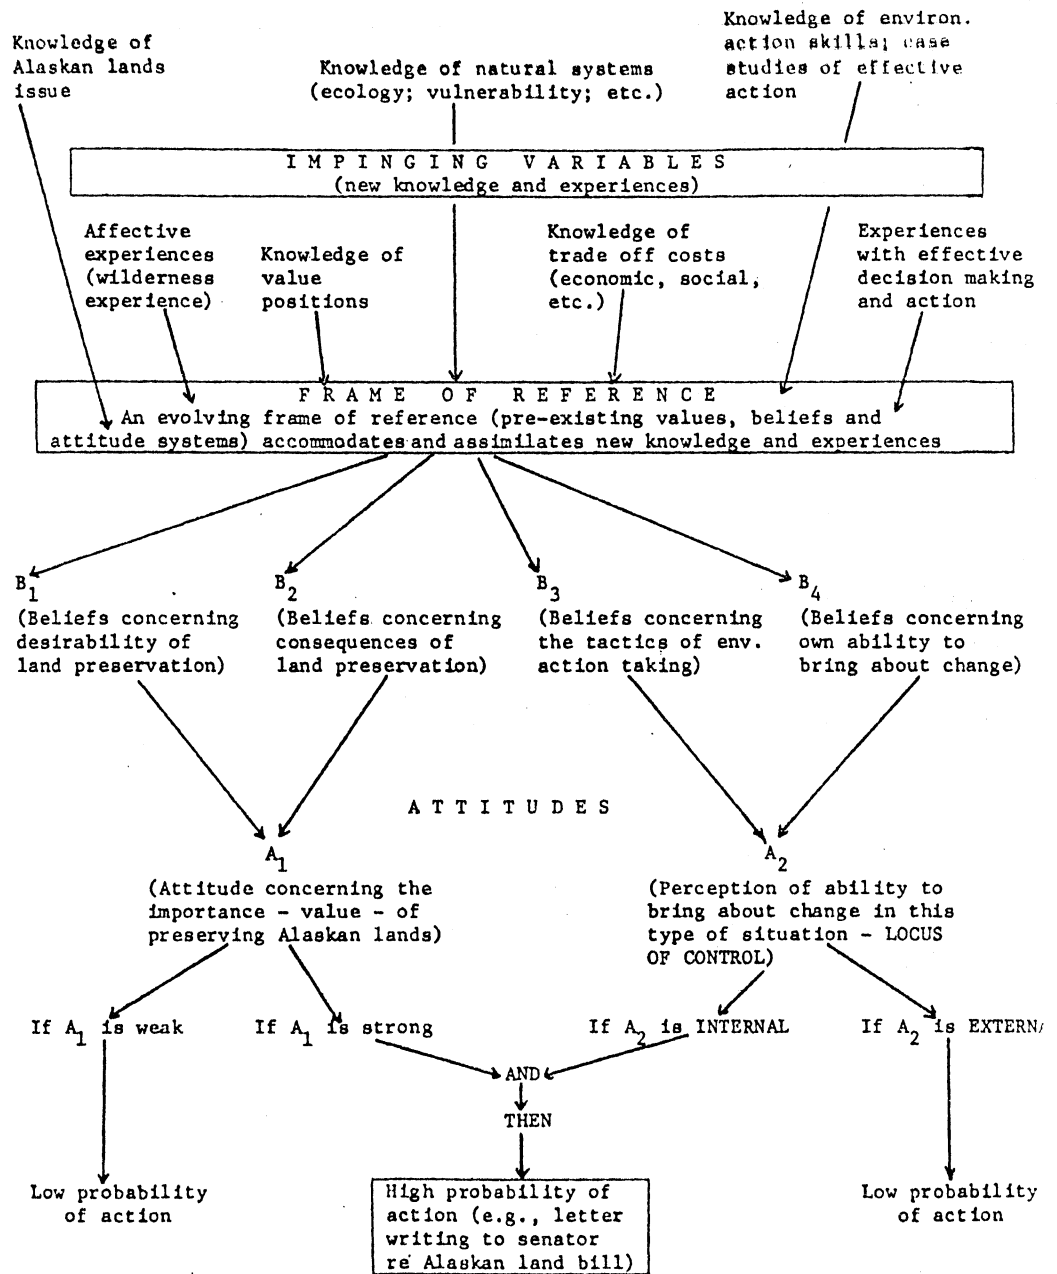 Knowledge of
Alaskan lands
issue
Knowledge of natural systems
(ecology; vulnerability; etc.)
Knowledge of environ.
action skills; case
studies of effective
action
IMPINGING VARIABLES
(new knowledge and experiences)
Affective
experiences
(wilderness
experience)
Knowledge of
value
positions
Knowledge of
trade off costs
(economic, social,
etc.)
Experiences
with effective
decision making
and action
FRAME OF REFERENCE
An evolving frame of reference (pre-existing values, beliefs and
attitude systems) accommodates and assimilates new knowledge and experiences
B1
(Beliefs concerning
desirability of
land preservation)
B2
(Beliefs concerning
consequences of
land preservation)
B3
(Beliefs concerning
the tactics of env.
action taking)
B4
(Beliefs concerning
own ability to
bring about change)
ATTITUDES
A1
(Attitude concerning the
importance - value - of
preserving Alaskan lands)
A2
(Perception of ability to
bring about change in this
type of situation - LOCUS
OF CONTROL)
If A1 is weak
If A1 is strong
If A2 is INTERNAL
If A2 is EXTERNA
AND
THEN
Low probability
of action
High probability of
action (e.g., letter
writing to senator
re Alaskan land bill)
Low probability
of action